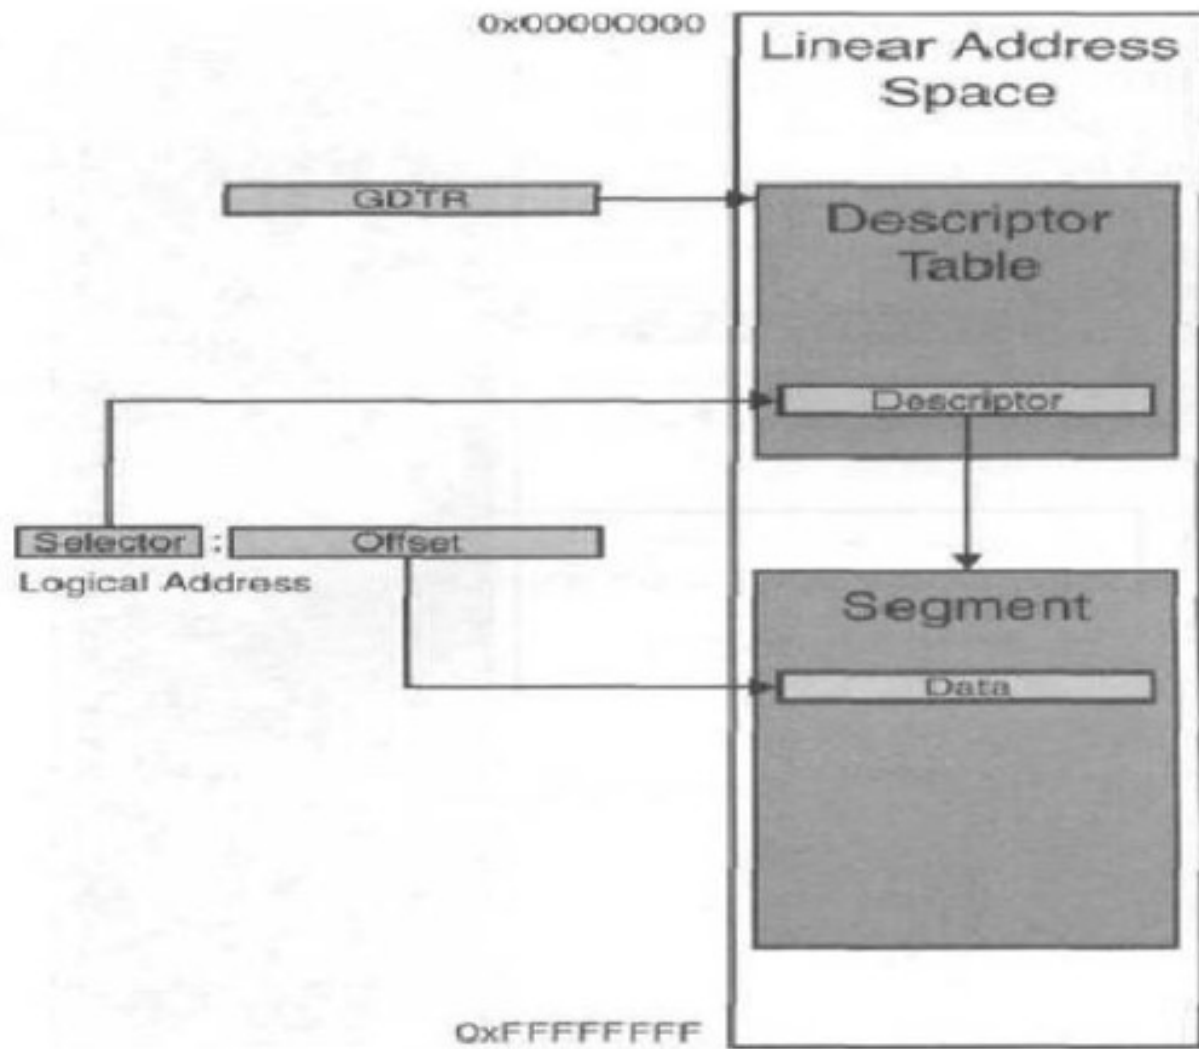 0x00000000
Linear Address
Space
GDTR
Descriptor
Table
Descriptor
Selector : Offset
Logical Address
Segment
Data
0xFFFFFFFF